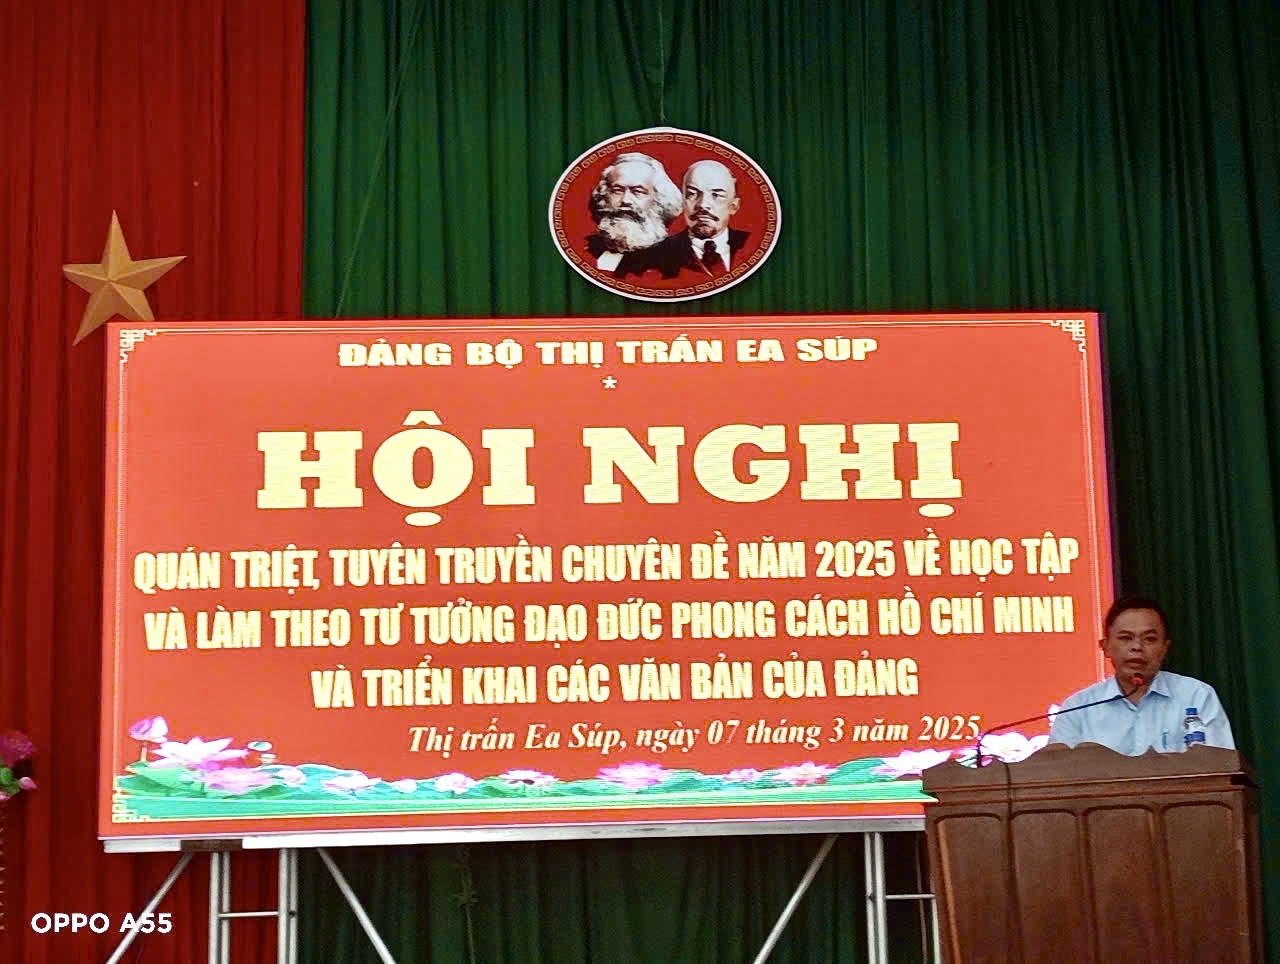 ĐẢNG BỘ THỊ TRẤN EA SÚP
*
HỘI NGHỊ
QUÁN TRIỆT, TUYÊN TRUYỀN CHUYÊN ĐỀ NĂM 2025 VỀ HỌC TẬP
VÀ LÀM THEO TƯ TƯỞNG ĐẠO ĐỨC PHONG CÁCH HỒ CHÍ MINH
VÀ TRIỂN KHAI CÁC VĂN BẢN CỦA ĐẢNG
Thị trấn Ea Súp, ngày 07 tháng 3 năm 2025
OPPO A55